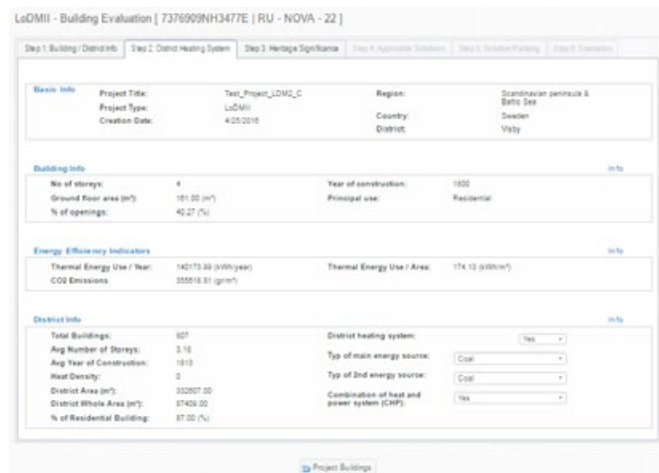 LoDMII - Building Evaluation [ 7376909NH3477E | RU - NOVA - 22 ]
Step 1: Building / District Info Step 2: District Heating System Step 3: Heritage Significance Step 4: Applicable Solutions Step 5: Solution Ranking Step 6: Scenarios
Basic Info
Project Title: Test_Project_LDM2_C Region: Scandinavian peninsula & Baltic Sea
Project Type: LoDMII Country: Sweden
Creation Date: 4/25/2016 District: Visby
Building Info Info
No of storeys: 4 Year of construction: 1800
Ground floor area (m²): 161.00 (m²) Principal use: Residential
% of openings: 40.27 (%)
Energy Efficiency Indicators Info
Thermal Energy Use / Year: 140173.99 (kWh/year) Thermal Energy Use / Area: 174.13 (kWh/m²)
CO2 Emissions 355618.81 (gr/m²)
District Info Info
Total Buildings: 807 District heating system: Yes
Avg Number of Storeys: 3.16
Avg Year of Construction: 1813 Typ of main energy source: Coal
Heat Density: 0
District Area (m²): 332607.00 Typ of 2nd energy source: Coal
District Whole Area (m²): 87409.00 Combination of heat and power system (CHP): Yes
% of Residential Building: 87.00 (%)
Project Buildings